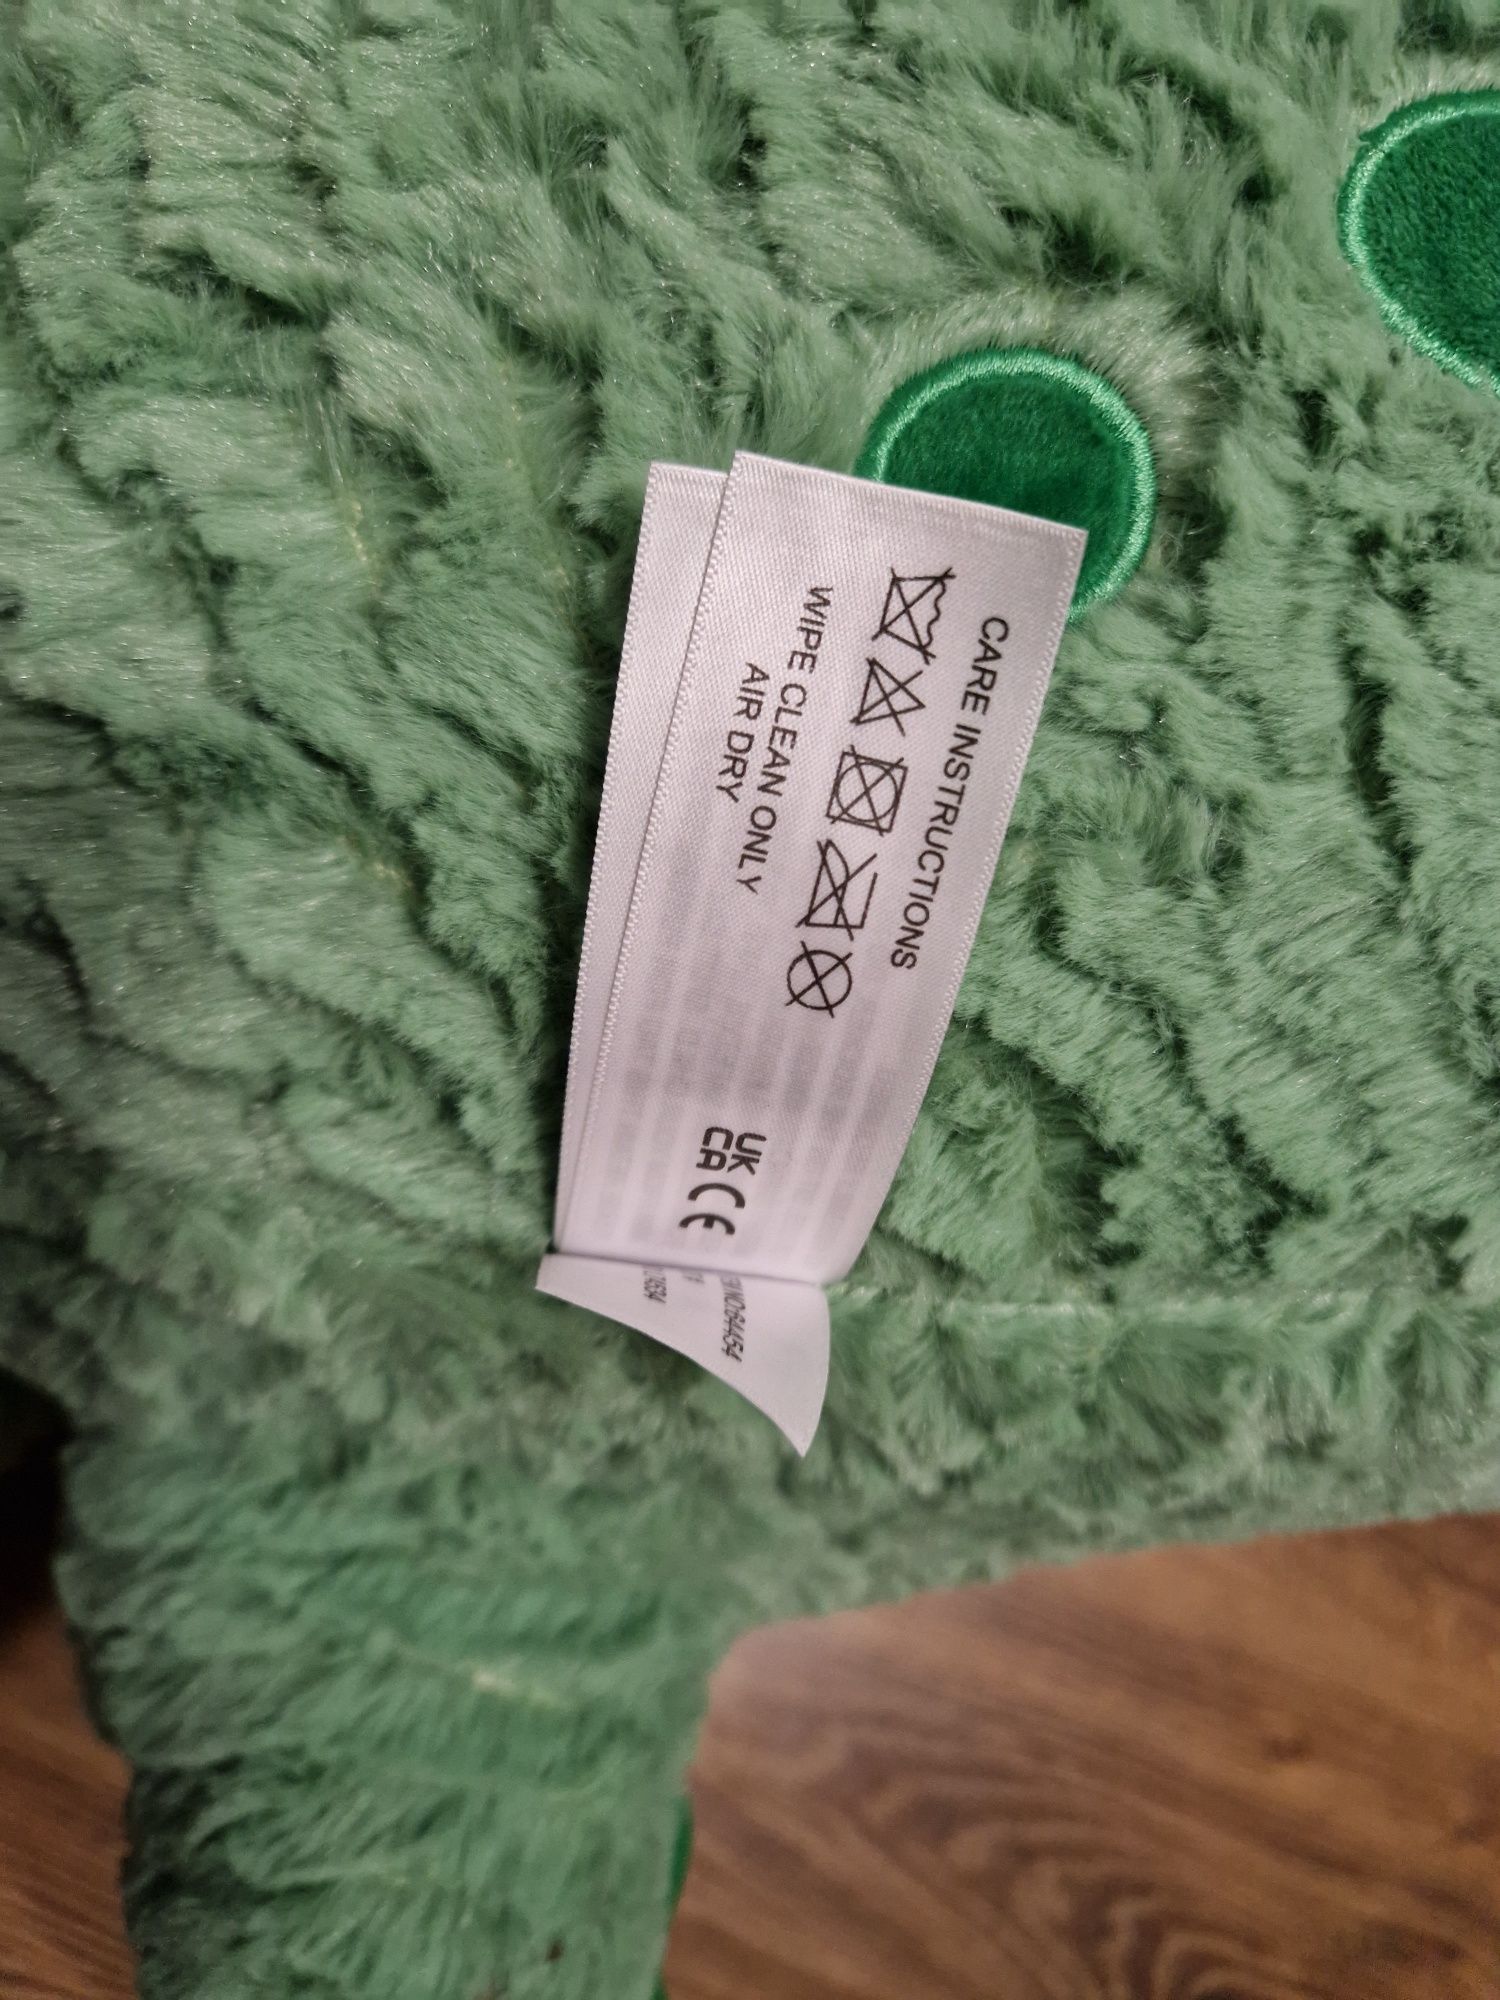 CARE INSTRUCTIONS
WIPE CLEAN ONLY
AIR DRY
UK
CA CE